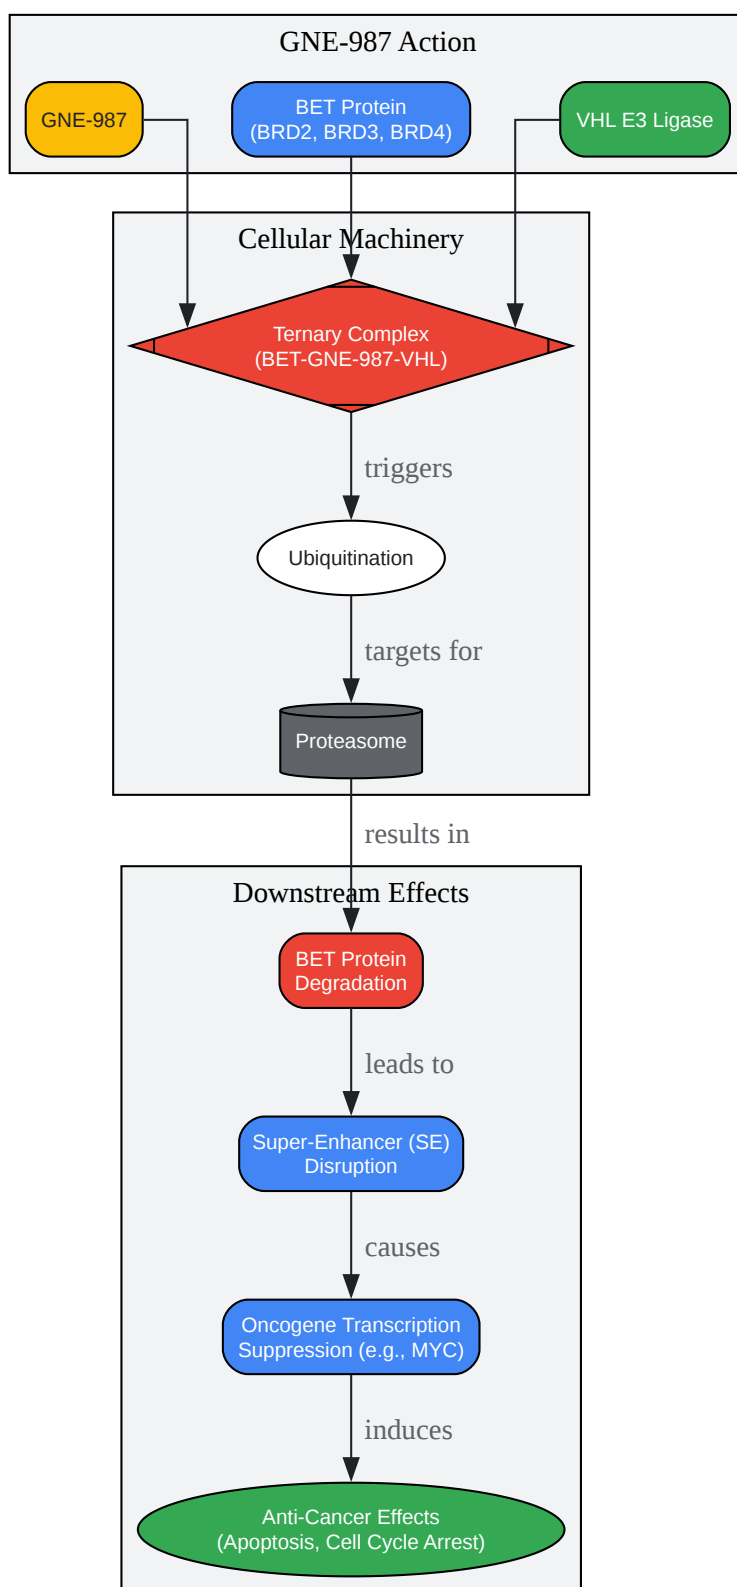 GNE-987 Action
GNE-987
BET Protein
(BRD2, BRD3, BRD4)
VHL E3 Ligase
Cellular Machinery
Ternary Complex
(BET-GNE-987-VHL)
triggers
Ubiquitination
targets for
Proteasome
results in
Downstream Effects
BET Protein
Degradation
leads to
Super-Enhancer (SE)
Disruption
causes
Oncogene Transcription
Suppression (e.g., MYC)
induces
Anti-Cancer Effects
(Apoptosis, Cell Cycle Arrest)